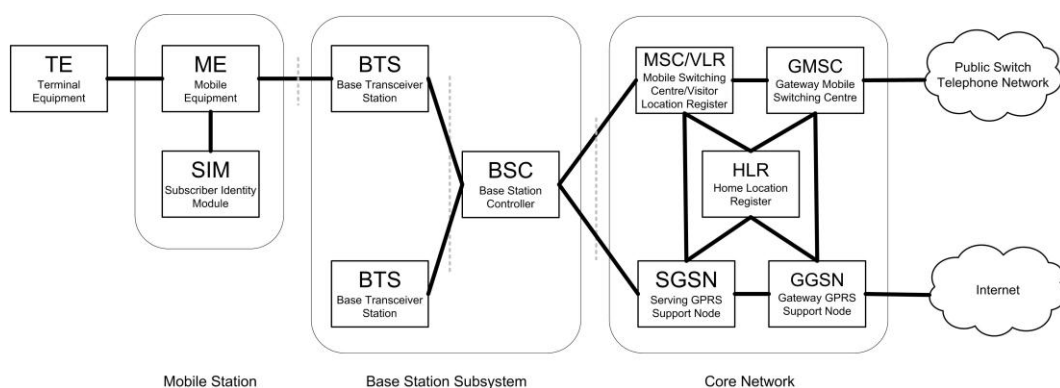 TE
Terminal
Equipment
ME
Mobile
Equipment
SIM
Subscriber Identity
Module
BTS
Base Transceiver
Station
BTS
Base Transceiver
Station
BSC
Base Station
Controller
MSC/VLR
Mobile Switching
Centre/Visitor
Location Register
GMSC
Gateway Mobile
Switching Centre
HLR
Home Location
Register
SGSN
Serving GPRS
Support Node
GGSN
Gateway GPRS
Support Node
Public Switch
Telephone Network
Internet
Mobile Station
Base Station Subsystem
Core Network